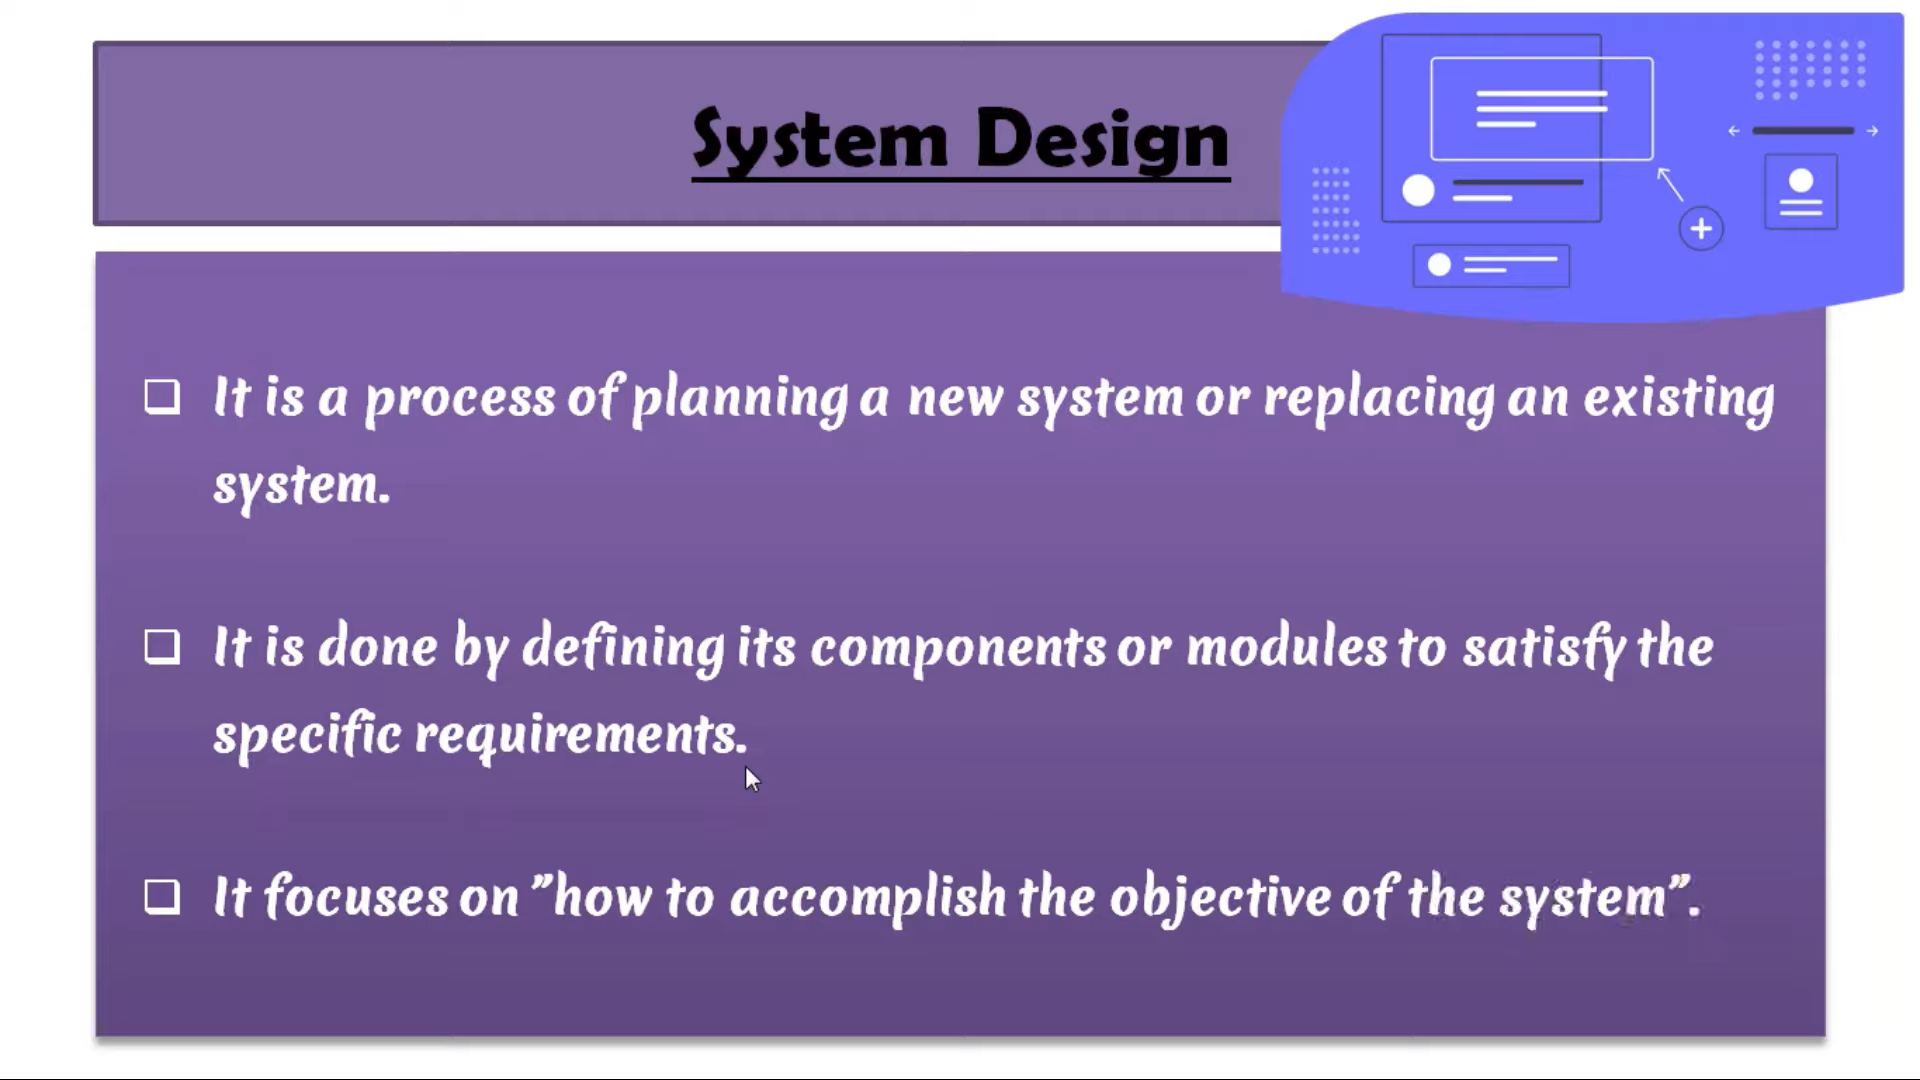 System Design
It is a process of planning a new system or replacing an existing
system.
It is done by defining its components or modules to satisfy the
specific requirements.
It focuses on ”how to accomplish the objective of the system”.